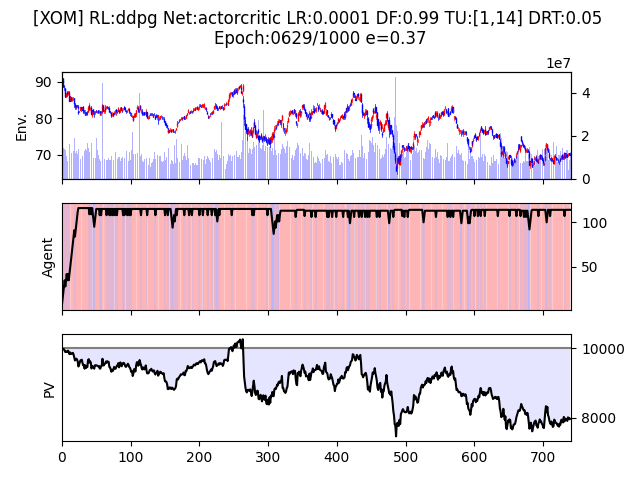 [XOM] RL:ddpg Net:actorcritic LR:0.0001 DF:0.99 TU:[1,14] DRT:0.05
Epoch:0629/1000 e=0.37
1e7
90
80
70
Env.
4
2
0
Agent
100
50
PV
10000
8000
0 100 200 300 400 500 600 700